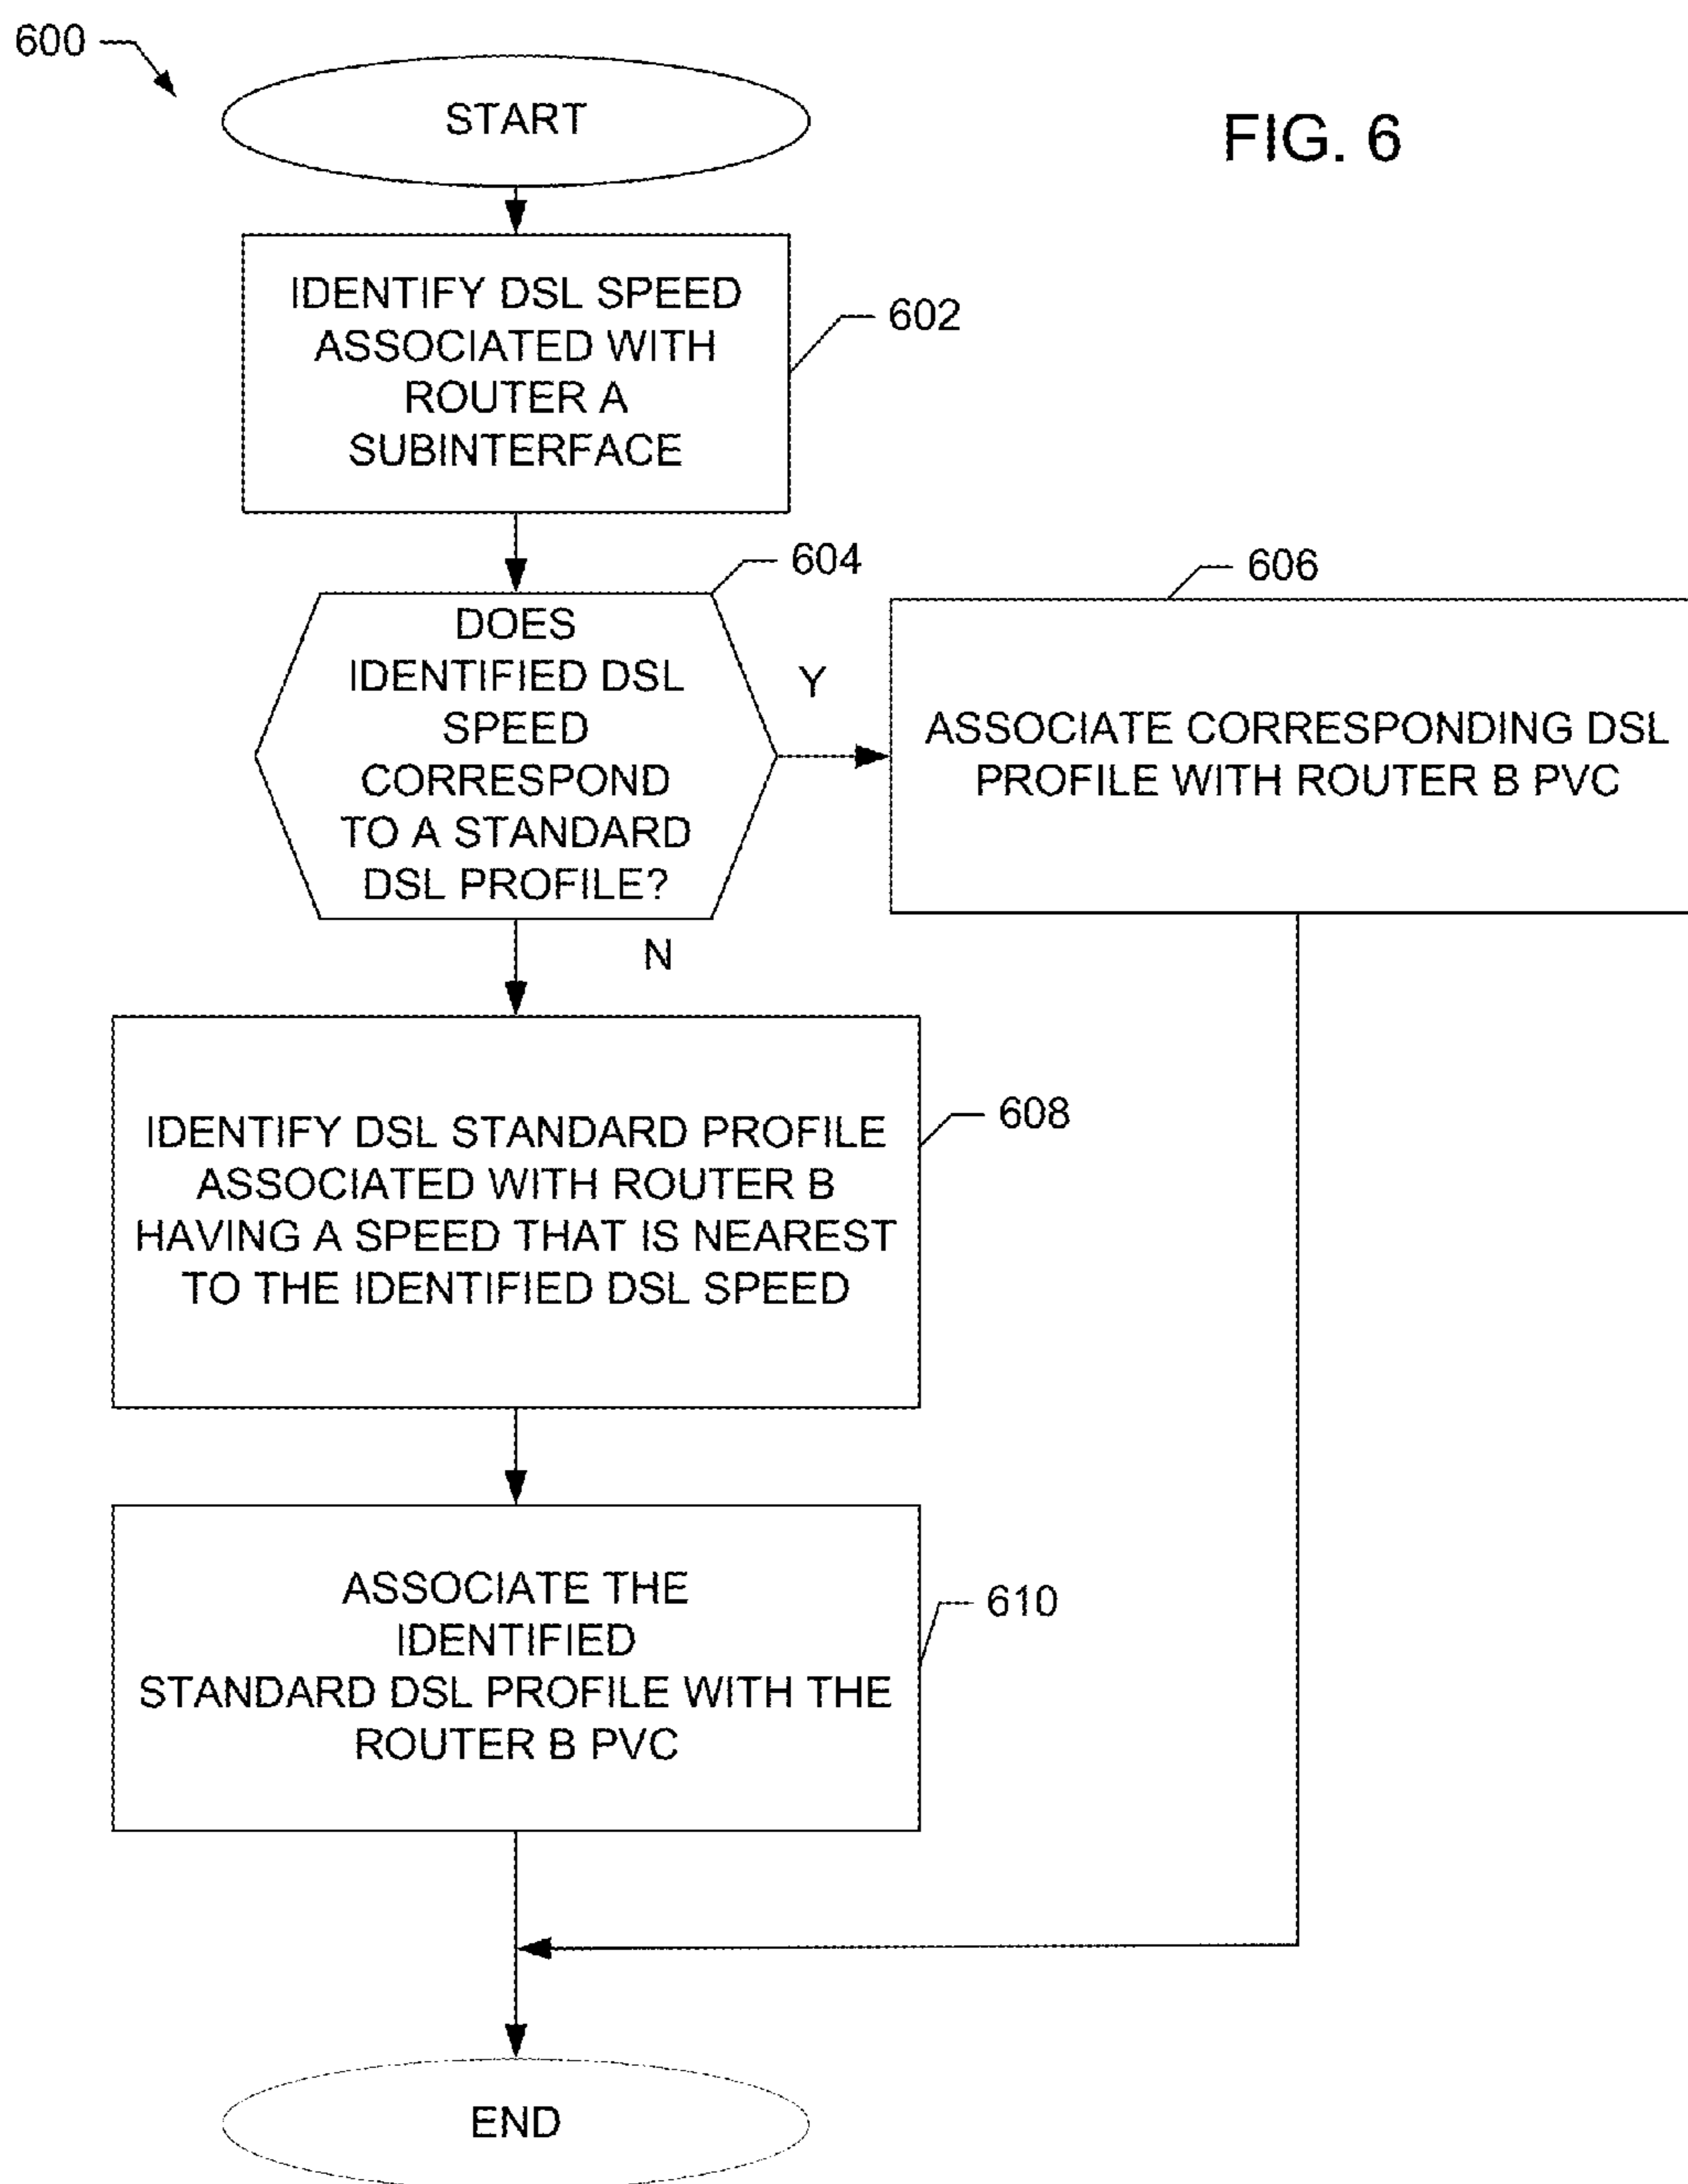 600
START
FIG. 6
IDENTIFY DSL SPEED
ASSOCIATED WITH
ROUTER A
SUBINTERFACE
602
604
DOES
IDENTIFIED DSL
SPEED
CORRESPOND
TO A STANDARD
DSL PROFILE?
Y
606
ASSOCIATE CORRESPONDING DSL
PROFILE WITH ROUTER B PVC
N
IDENTIFY DSL STANDARD PROFILE
ASSOCIATED WITH ROUTER B
HAVING A SPEED THAT IS NEAREST
TO THE IDENTIFIED DSL SPEED
608
ASSOCIATE THE
IDENTIFIED
STANDARD DSL PROFILE WITH THE
ROUTER B PVC
610
END